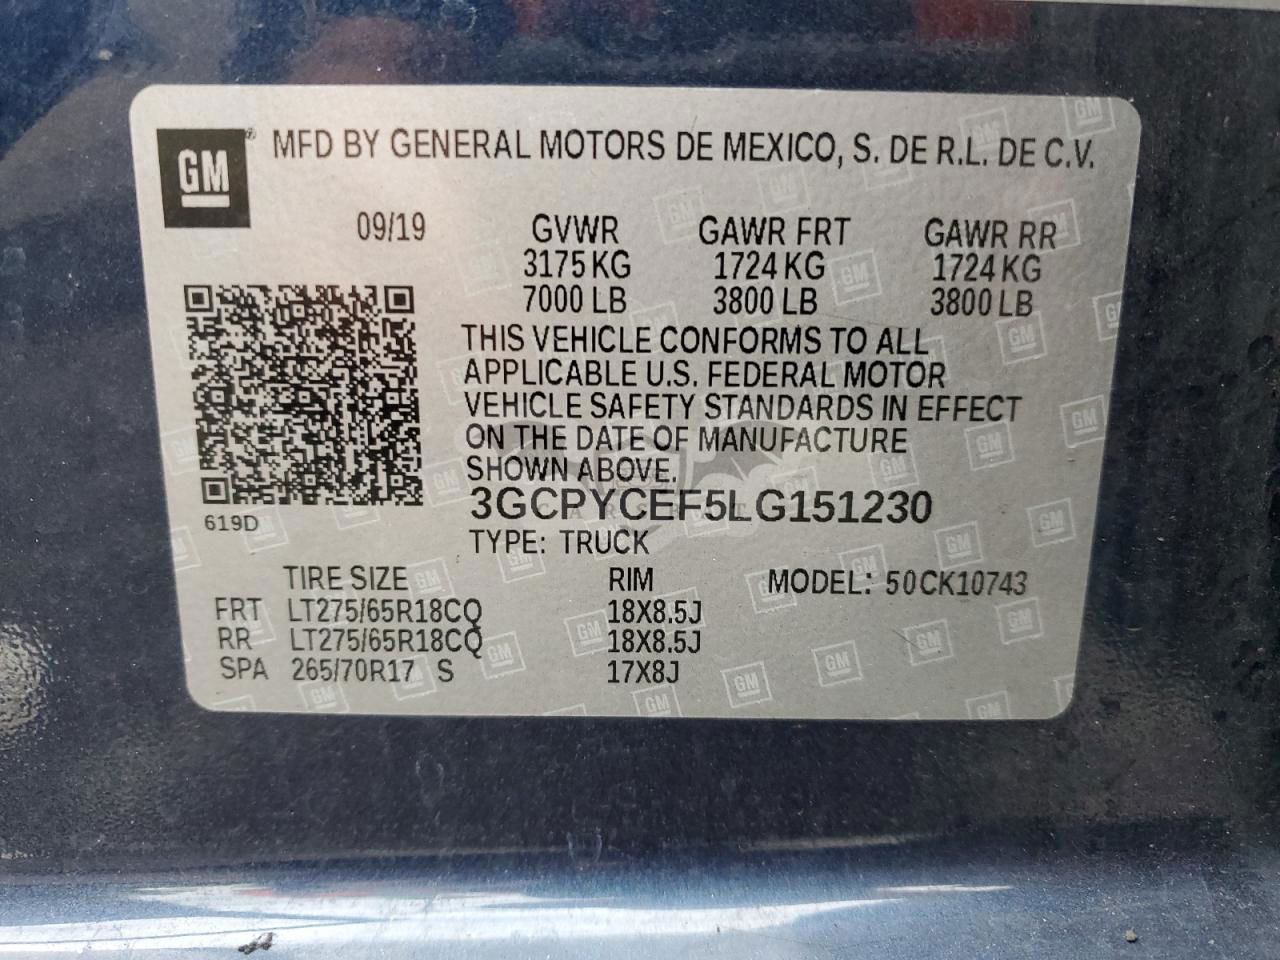 GM® MFD BY GENERAL MOTORS DE MEXICO, S. DE R.L. DE C.V.
09/19 GVWR GAWR FRT GAWR RR
3175 KG 1724 KG 1724 KG
7000 LB 3800 LB 3800 LB
THIS VEHICLE CONFORMS TO ALL
APPLICABLE U.S. FEDERAL MOTOR
VEHICLE SAFETY STANDARDS IN EFFECT
ON THE DATE OF MANUFACTURE
SHOWN ABOVE.
3GCPYCEF5LG151230
619D TYPE: TRUCK
TIRE SIZE RIM MODEL: 50CK10743
FRT LT275/65R18CQ 18X8.5J
RR LT275/65R18CQ 18X8.5J
SPA 265/70R17 S 17X8J